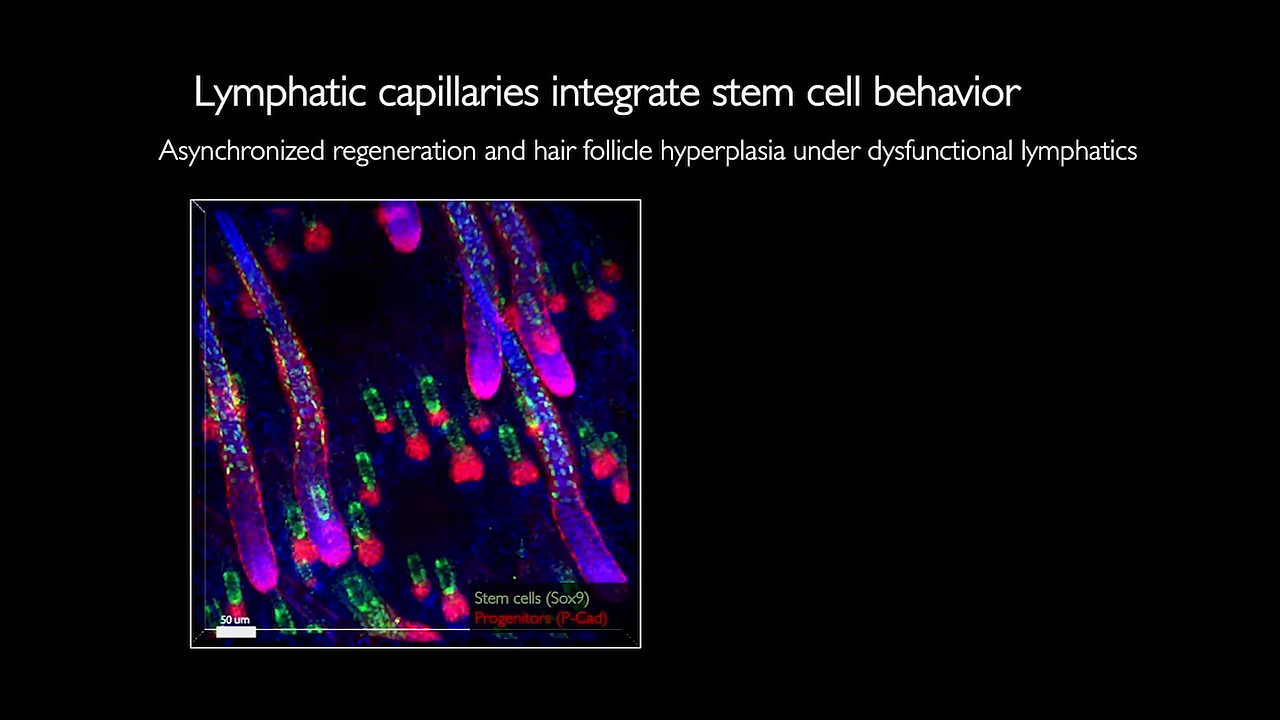 Lymphatic capillaries integrate stem cell behavior
Asynchronized regeneration and hair follicle hyperplasia under dysfunctional lymphatics
Stem cells (Sox9)
Progenitors (P-Cad)
50 um